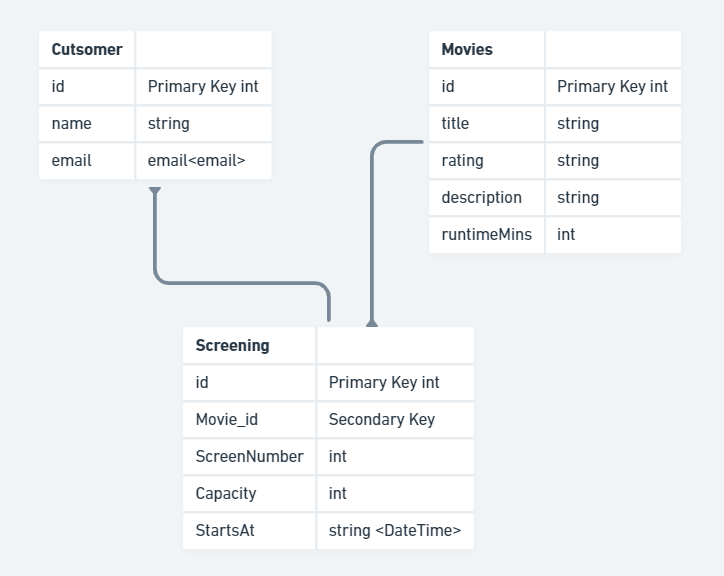 Cutsomer
id Primary Key int
name string
email email<email>
Movies
id Primary Key int
title string
rating string
description string
runtimeMins int
Screening
id Primary Key int
Movie_id Secondary Key
ScreenNumber int
Capacity int
StartsAt string <DateTime>